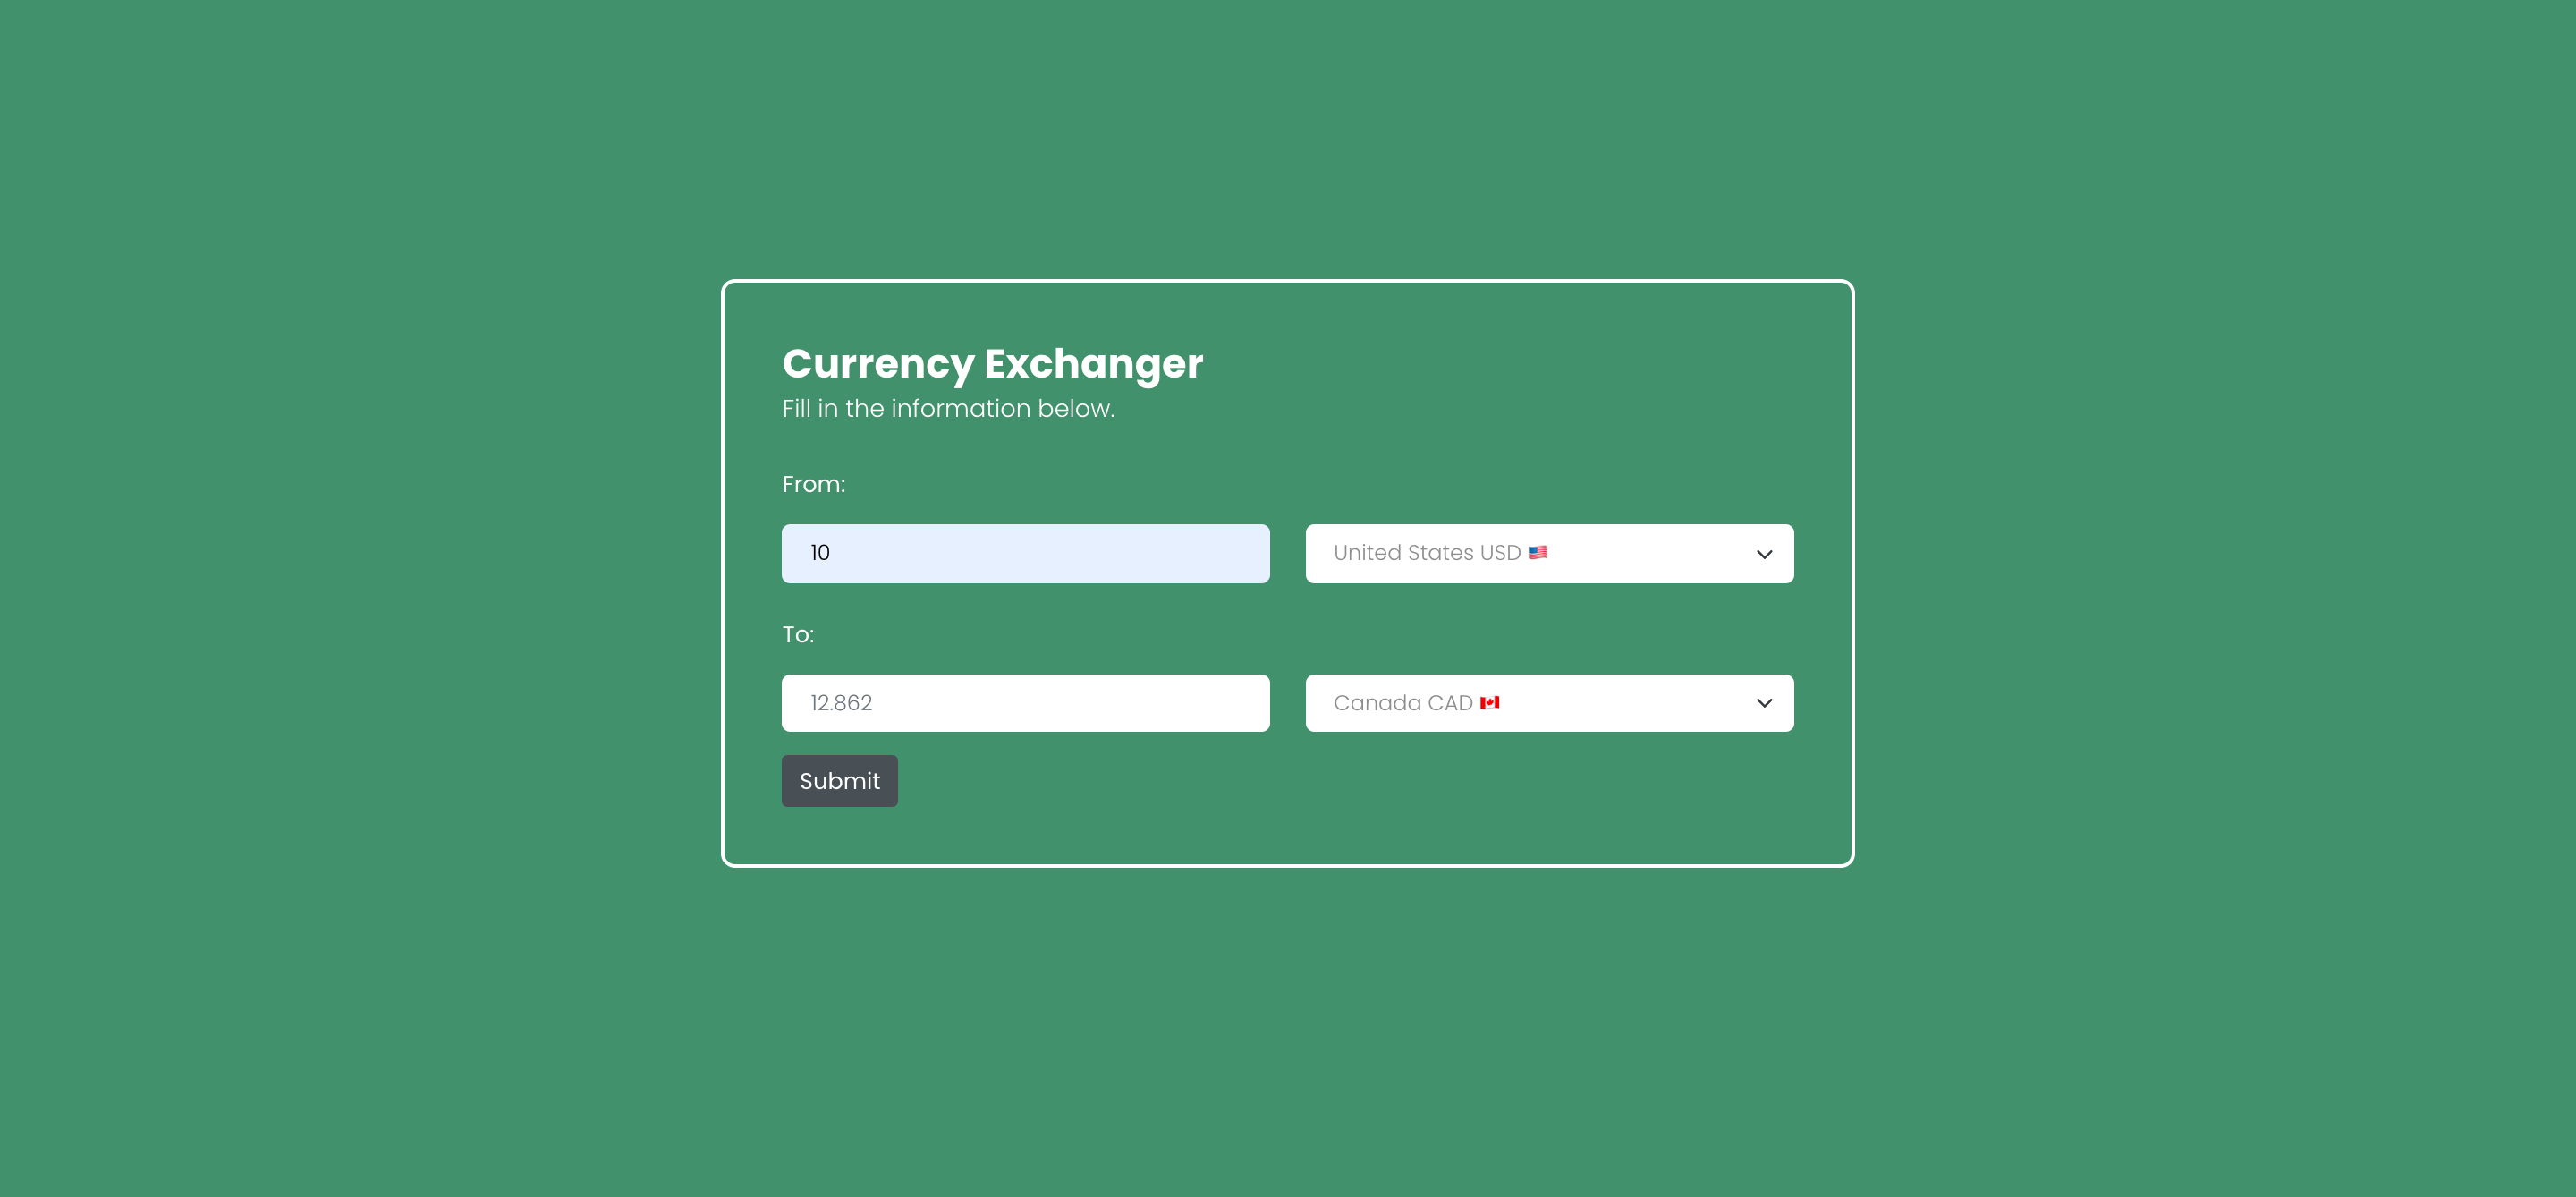 Currency Exchanger
Fill in the information below.
From:
10
United States USD 🇺🇸
To:
12.862
Canada CAD 🇨🇦
Submit